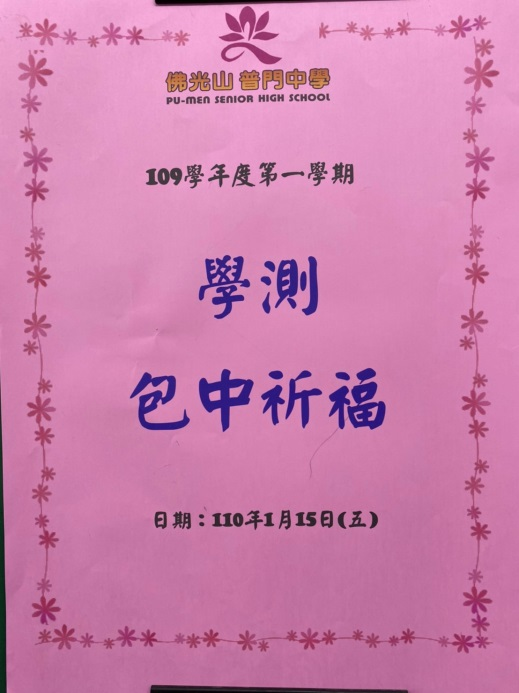 佛光山 普門中學
PU-MEN SENIOR HIGH SCHOOL
109學年度第一學期
學測
包中祈福
日期：110年1月15日(五)